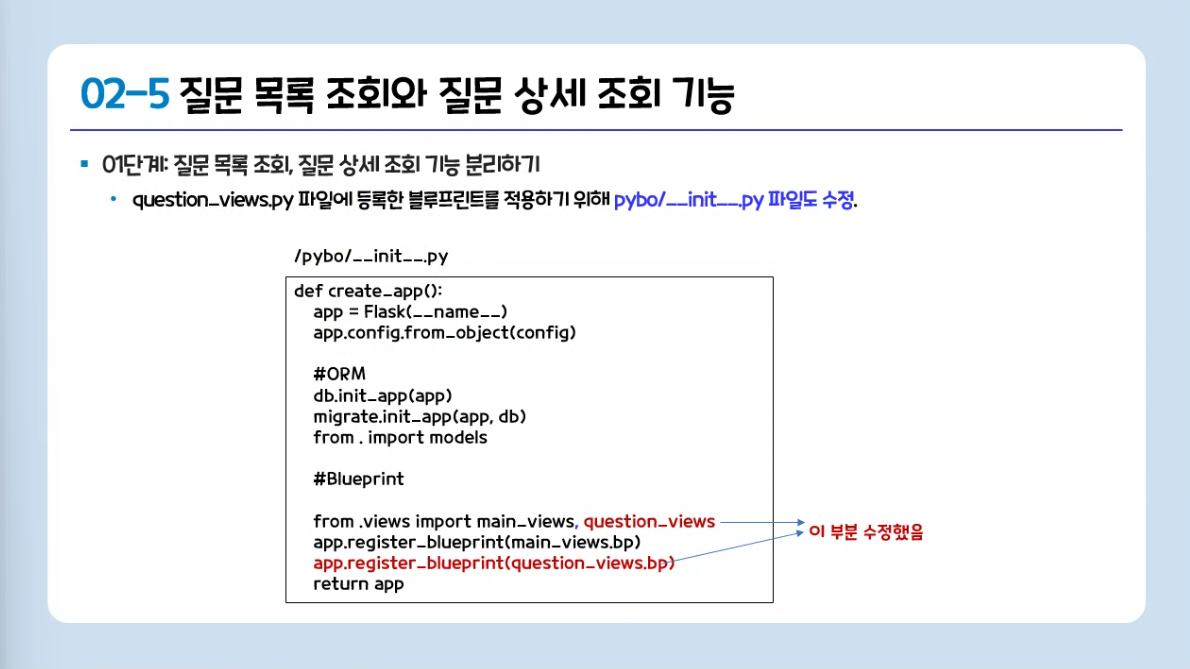 02-5 질문 목록 조회와 질문 상세 조회 기능
01단계: 질문 목록 조회, 질문 상세 조회 기능 분리하기
question_views.py 파일에 등록한 블루프린트를 적용하기 위해 pybo/__init__.py 파일도 수정.
/pybo/__init__.py
def create_app():
app = Flask(__name__)
app.config.from_object(config)
#ORM
db.init_app(app)
migrate.init_app(app, db)
from . import models
#Blueprint
from .views import main_views, question_views
app.register_blueprint(main_views.bp)
app.register_blueprint(question_views.bp)
return app
이 부분 수정했음